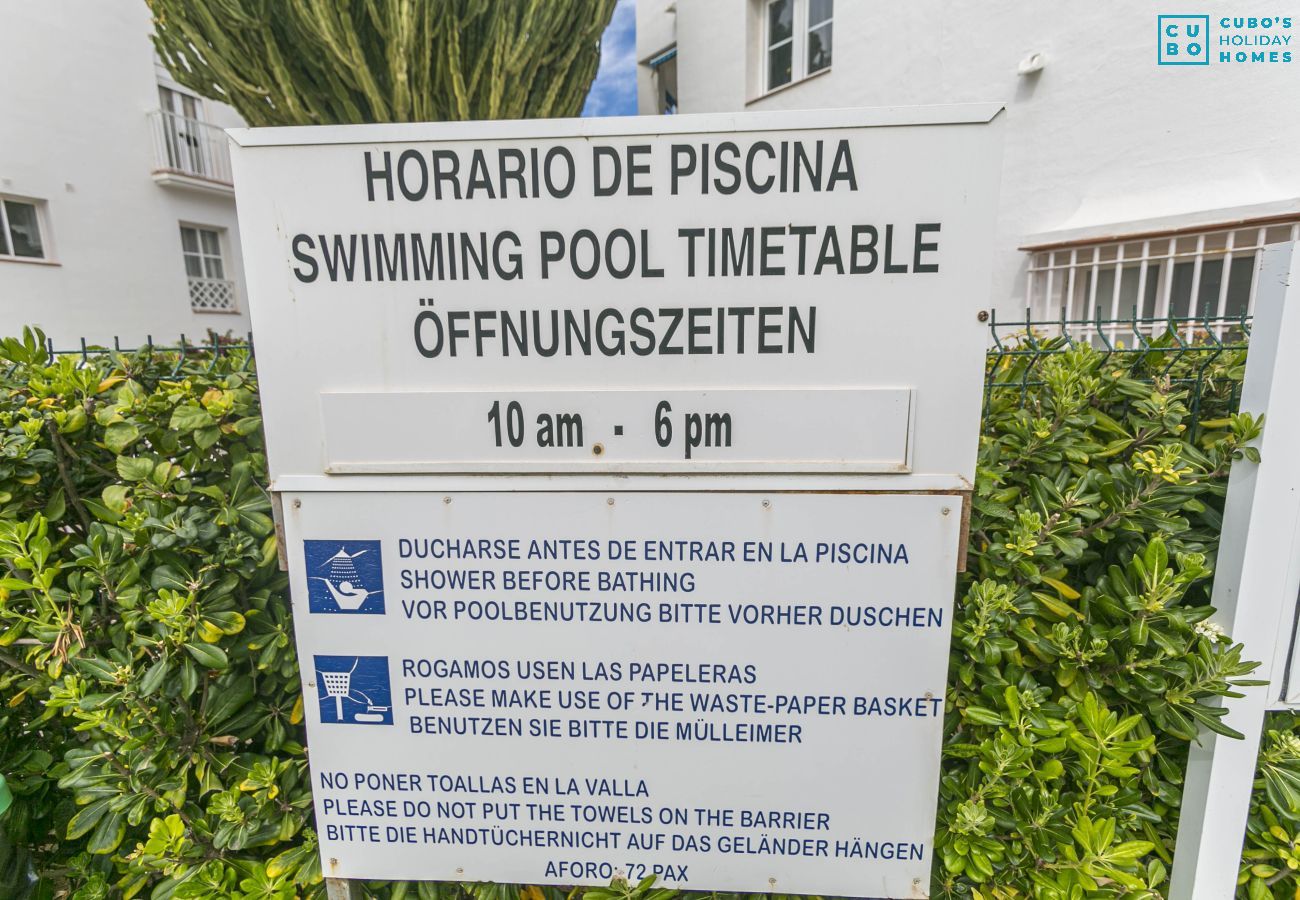 CUBO
CUBO'S
HOLIDAY
HOMES
HORARIO DE PISCINA
SWIMMING POOL TIMETABLE
ÖFFNUNGSZEITEN
10 am - 6 pm
DUCHARSE ANTES DE ENTRAR EN LA PISCINA
SHOWER BEFORE BATHING
VOR POOLBENUTZUNG BITTE VORHER DUSCHEN
ROGAMOS USEN LAS PAPELERAS
PLEASE MAKE USE OF THE WASTE-PAPER BASKET
BENUTZEN SIE BITTE DIE MÜLLEIMER
NO PONER TOALLAS EN LA VALLA
PLEASE DO NOT PUT THE TOWELS ON THE BARRIER
BITTE DIE HANDTÜCHERNICHT AUF DAS GELÄNDER HÄNGEN
AFORO: 72 PAX